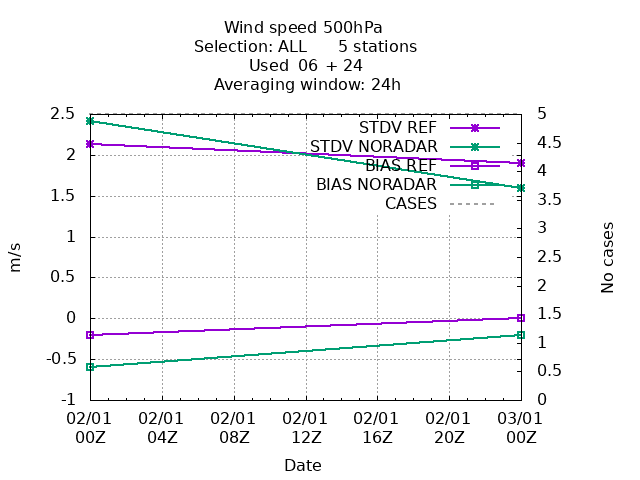 Wind speed 500hPa
Selection: ALL      5 stations
Used  06 + 24
Averaging window: 24h
m/s
2.5
2
1.5
1
0.5
0
-0.5
-1
STDV REF
STDV NORADAR
BIAS REF
BIAS NORADAR
CASES
5
4.5
4
3.5
3
2.5
2
1.5
1
0.5
0
No cases
02/01 02/01 02/01 02/01 02/01 02/01 03/01
00Z 04Z 08Z 12Z 16Z 20Z 00Z
Date